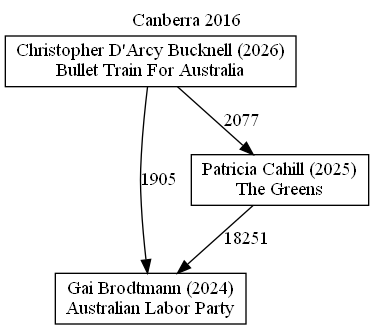 Canberra 2016
Christopher D'Arcy Bucknell (2026)
Bullet Train For Australia
2077
Patricia Cahill (2025)
The Greens
1905
18251
Gai Brodtmann (2024)
Australian Labor Party